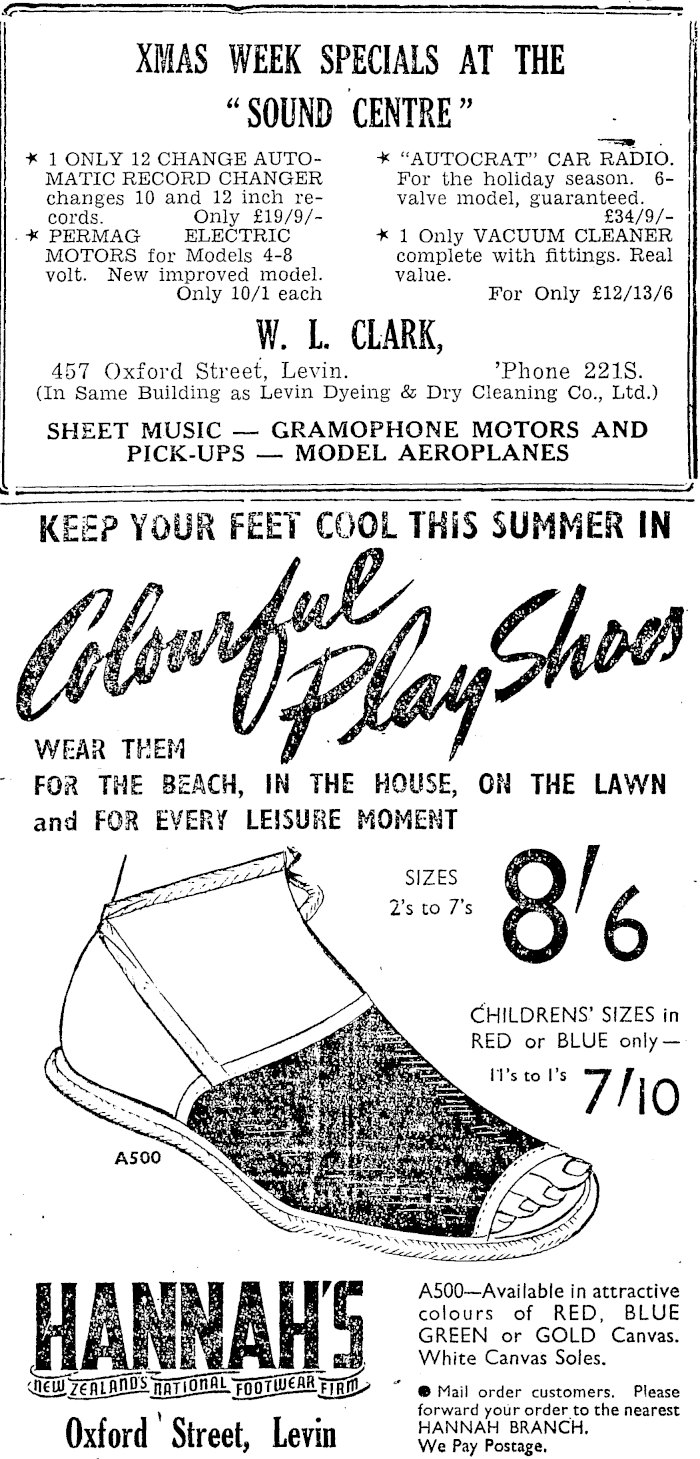 XMAS WEEK SPECIALS AT THE
"SOUND CENTRE"
★ 1 ONLY 12 CHANGE AUTO-
MATIC RECORD CHANGER
changes 10 and 12 inch re-
cords. Only £19/9/-
★ PERMAG ELECTRIC
MOTORS for Models 4-8
volt. New improved model.
Only 10/1 each
★ "AUTOCRAT" CAR RADIO.
For the holiday season. 6-
valve model, guaranteed.
£34/9/-
★ 1 Only VACUUM CLEANER
complete with fittings. Real
value.
For Only £12/13/6
W. L. CLARK,
457 Oxford Street, Levin. 'Phone 221S.
(In Same Building as Levin Dyeing & Dry Cleaning Co., Ltd.)
SHEET MUSIC — GRAMOPHONE MOTORS AND
PICK-UPS — MODEL AEROPLANES
KEEP YOUR FEET COOL THIS SUMMER IN
Colourful
Play Shoes
WEAR THEM
FOR THE BEACH, IN THE HOUSE, ON THE LAWN
and FOR EVERY LEISURE MOMENT
SIZES
2's to 7's 8/6
CHILDRENS' SIZES in
RED or BLUE only—
11's to 1's 7/10
A500
HANNAH'S
NEW ZEALAND'S NATIONAL FOOTWEAR FIRM
Oxford Street, Levin
A500—Available in attractive
colours of RED, BLUE
GREEN or GOLD Canvas.
White Canvas Soles.
● Mail order customers. Please
forward your order to the nearest
HANNAH BRANCH.
We Pay Postage.